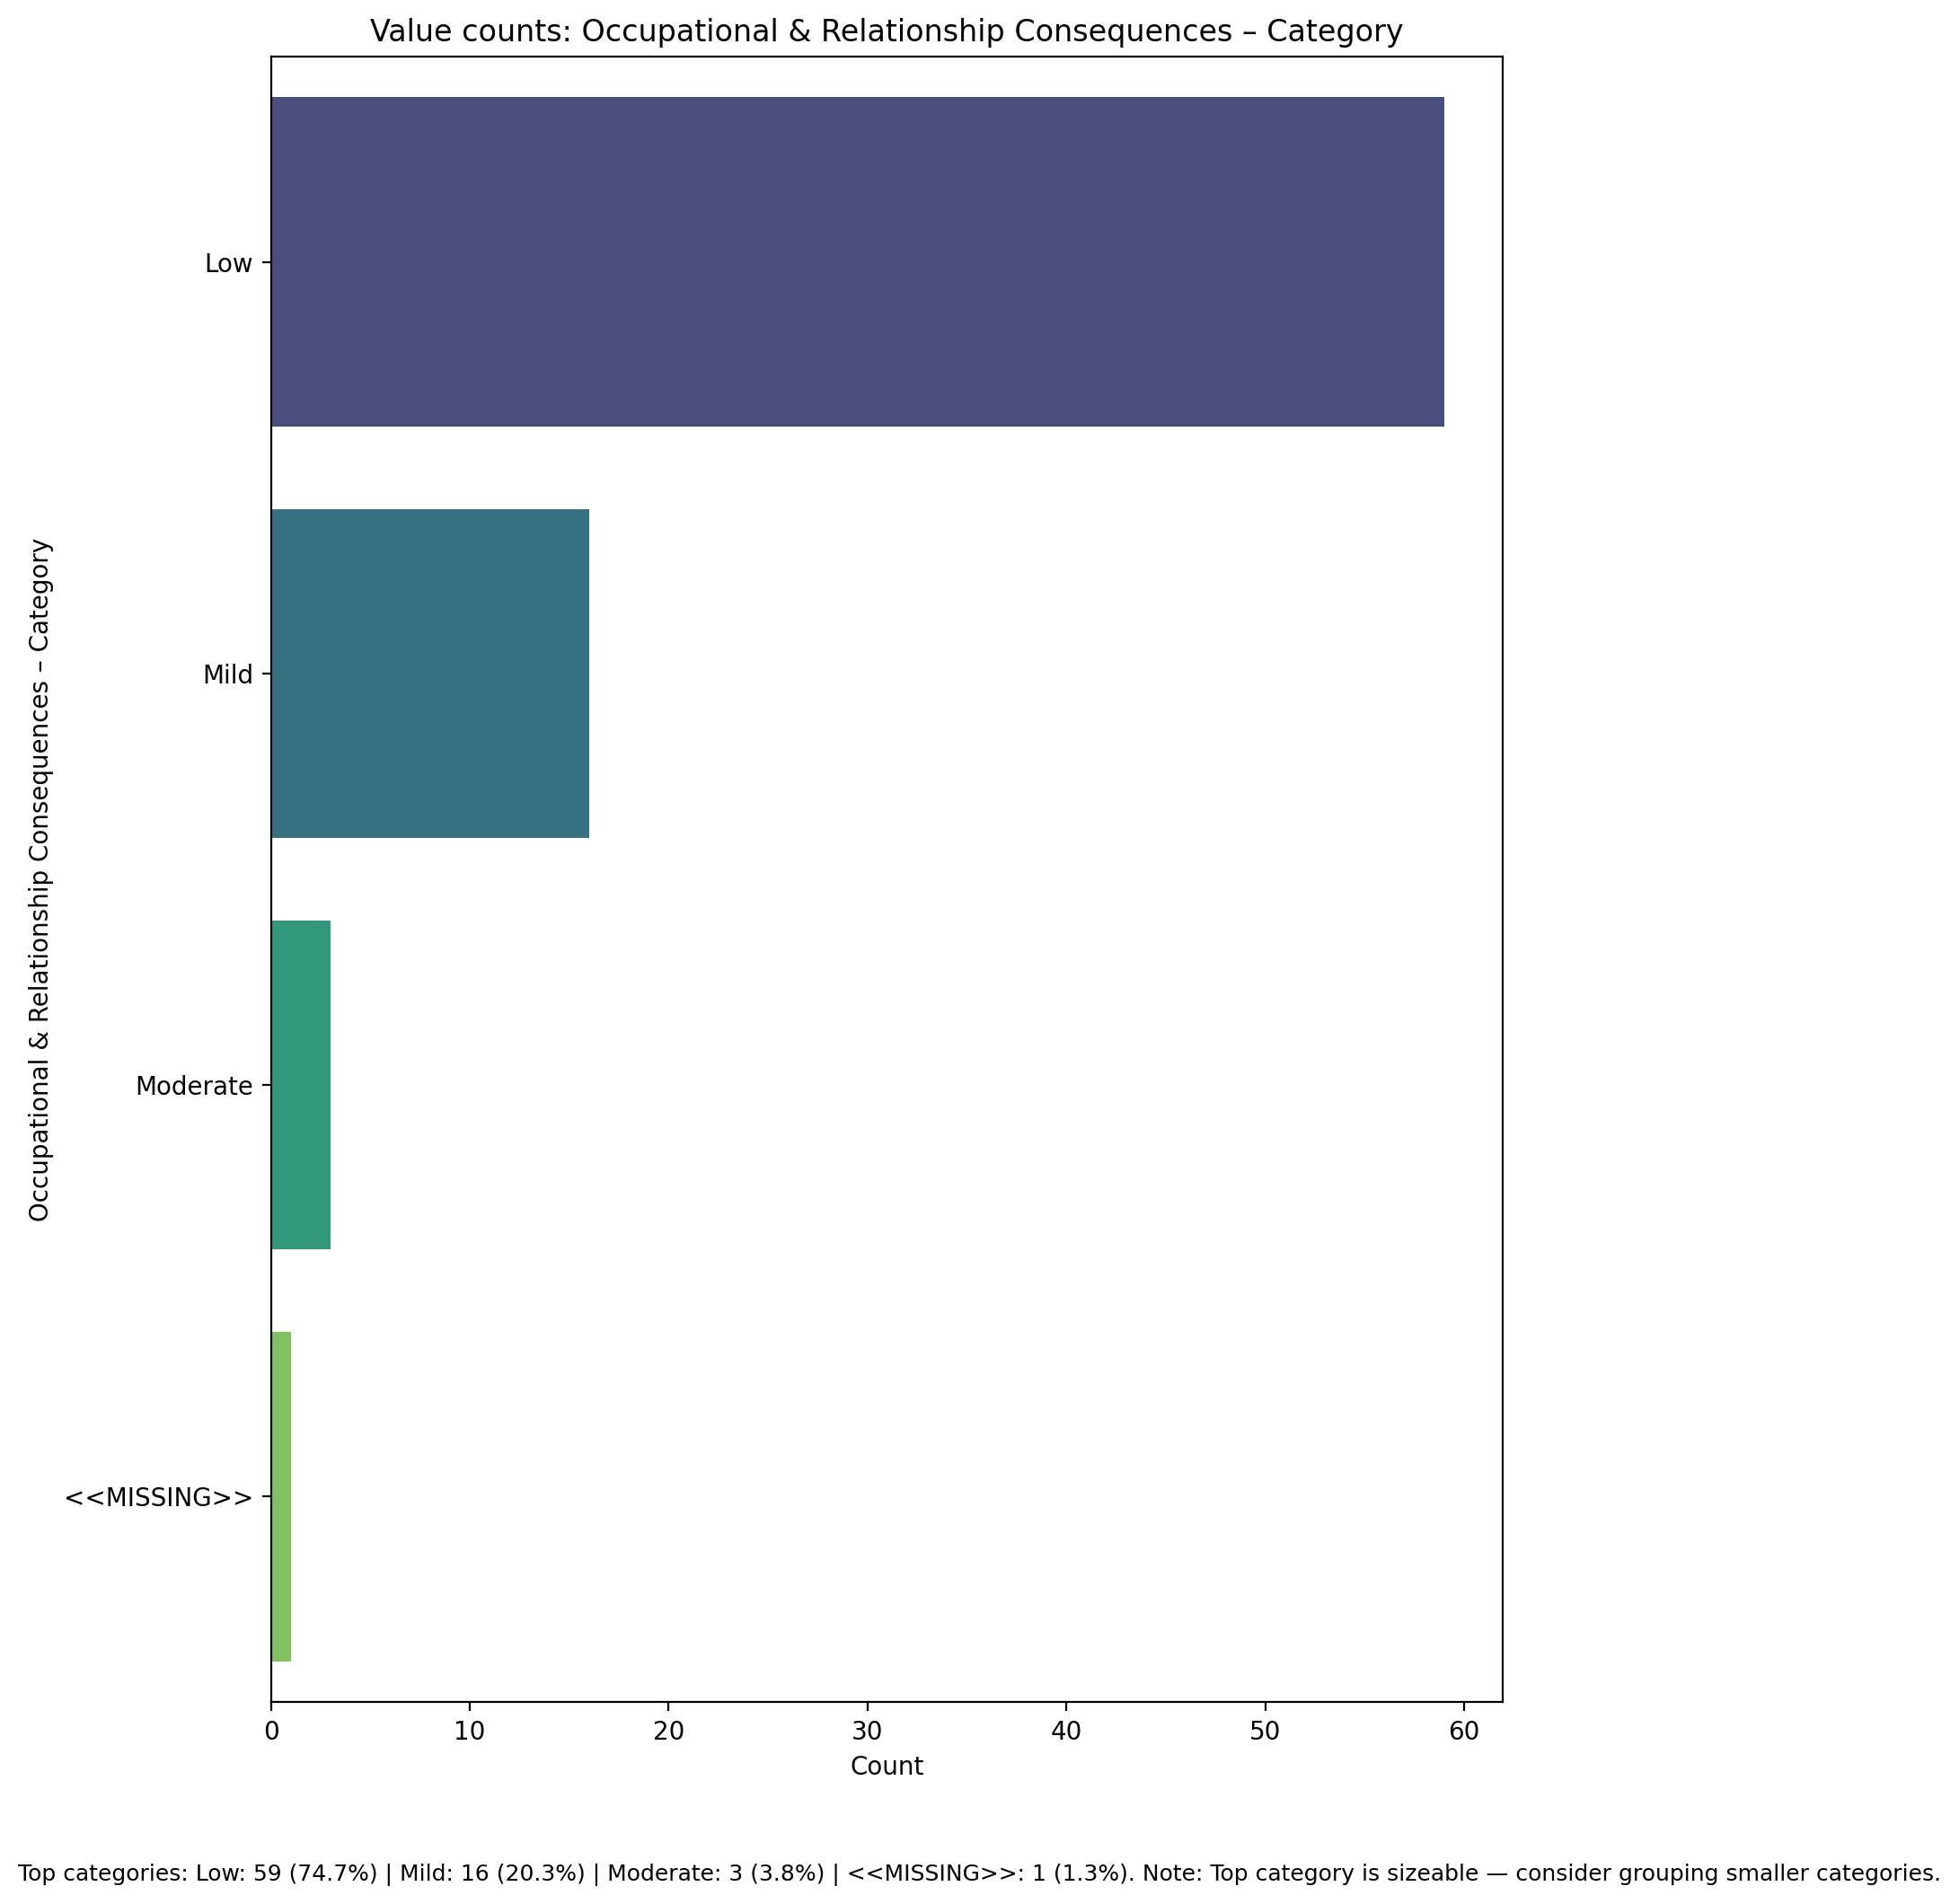 Value counts: Occupational & Relationship Consequences – Category
Occupational & Relationship Consequences – Category
Low
Mild
Moderate
<<MISSING>>
0 10 20 30 40 50 60
Count
Top categories: Low: 59 (74.7%) | Mild: 16 (20.3%) | Moderate: 3 (3.8%) | <<MISSING>>: 1 (1.3%). Note: Top category is sizeable — consider grouping smaller categories.